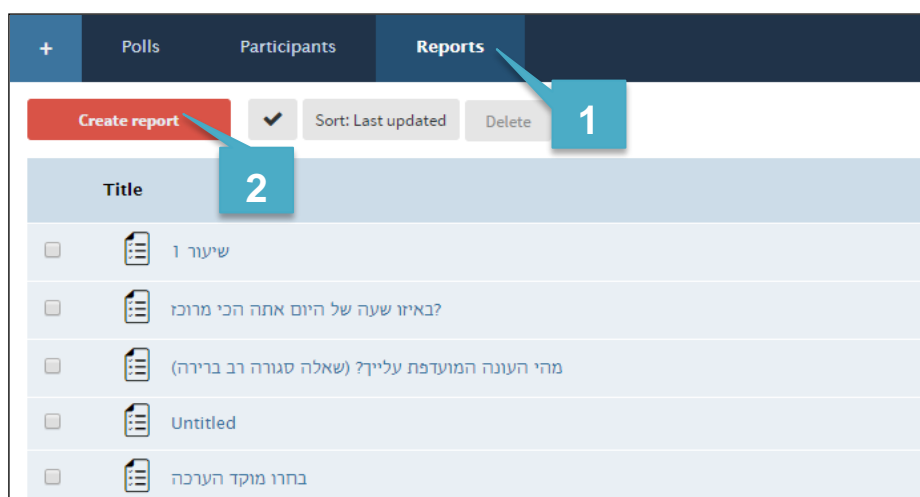 + Polls Participants Reports
1
Create report ✔ Sort: Last updated Delete
2
Title
שיעור 1
באיזו שעה של היום אתה הכי מרוכז?
מהי העונה המועדפת עלייך? (שאלה סגורה רב ברירה)
Untitled
בחרו מוקד הערכה